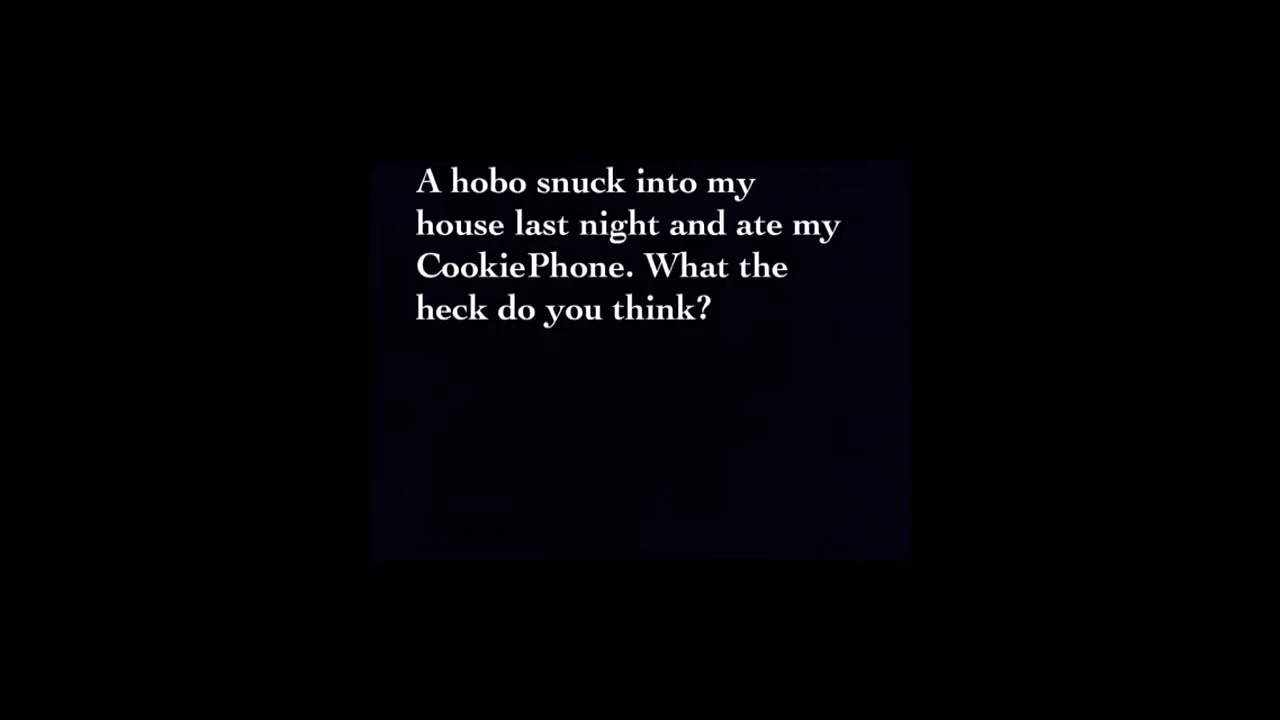 A hobo snuck into my
house last night and ate my
CookiePhone. What the
heck do you think?